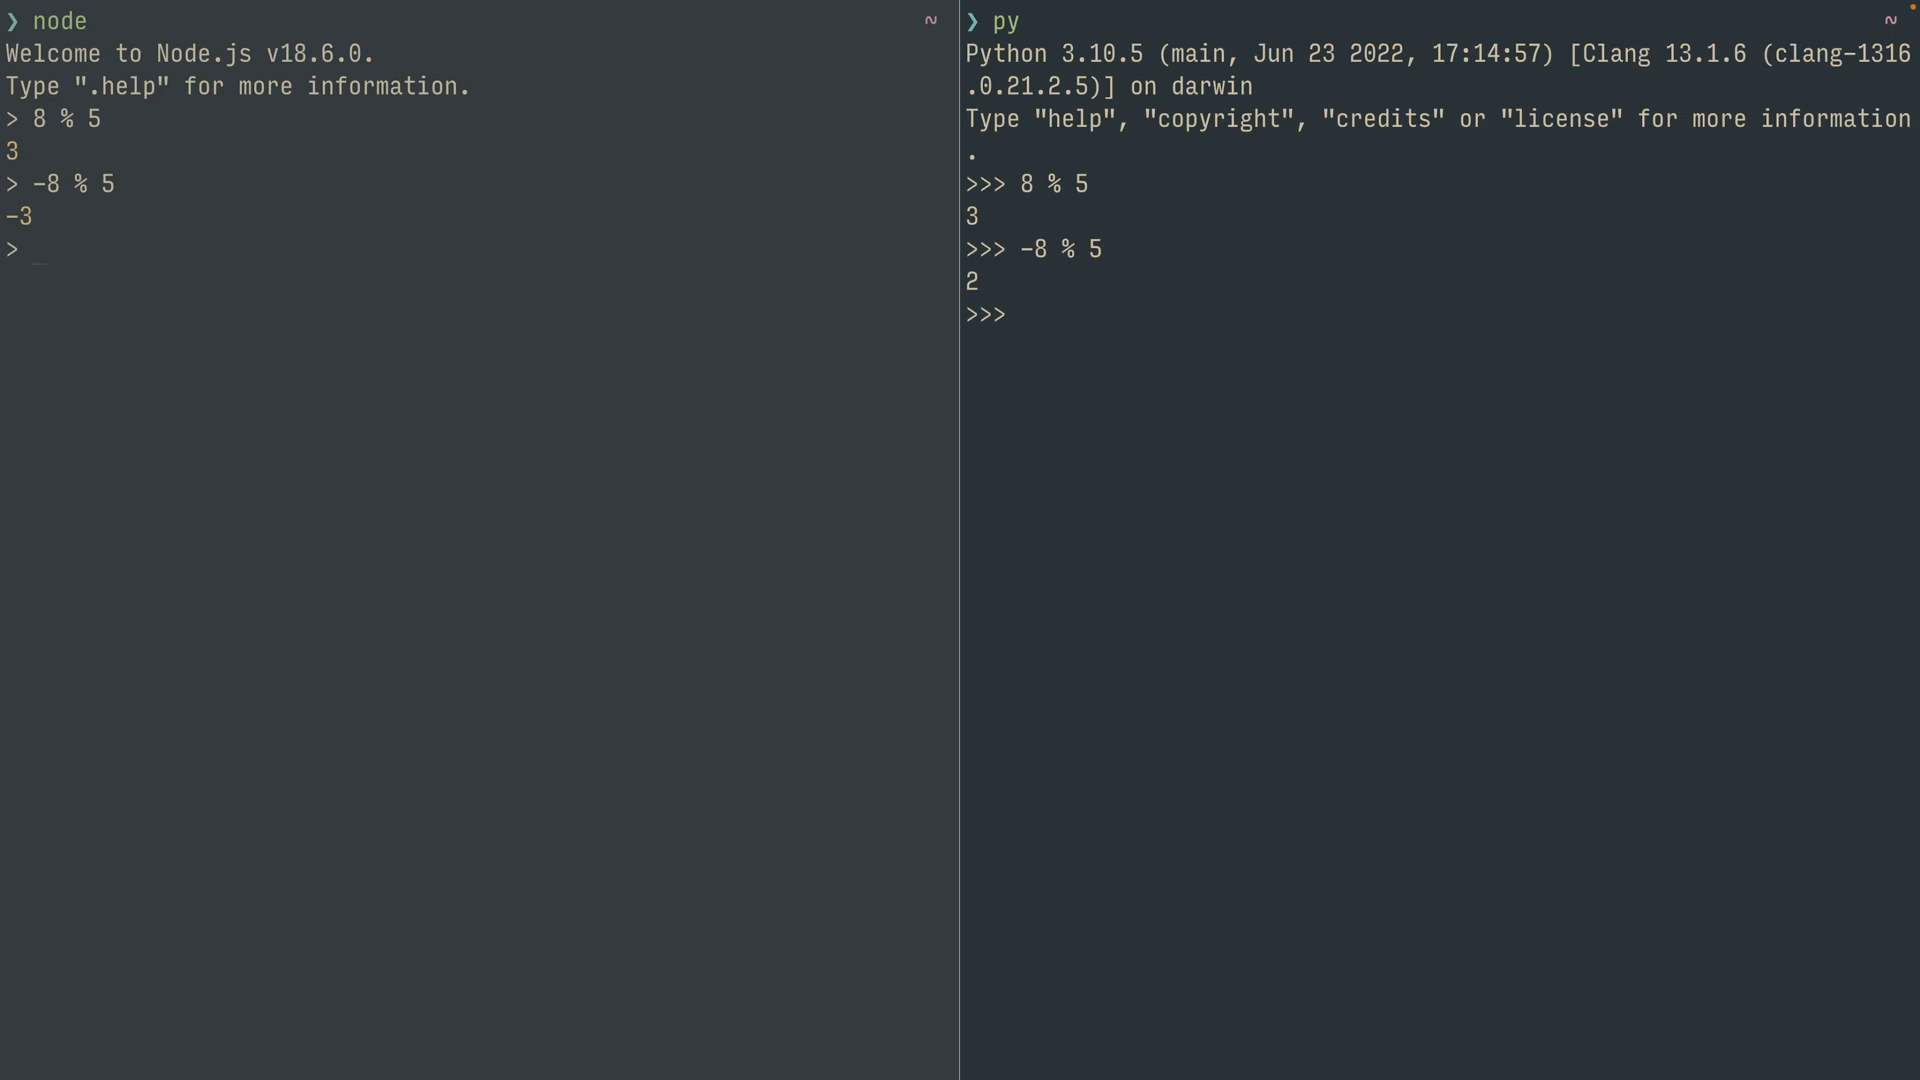 ❯ node ~
Welcome to Node.js v18.6.0.
Type ".help" for more information.
> 8 % 5
3
> -8 % 5
-3
> _
❯ py ~
Python 3.10.5 (main, Jun 23 2022, 17:14:57) [Clang 13.1.6 (clang-1316
.0.21.2.5)] on darwin
Type "help", "copyright", "credits" or "license" for more information
.
>>> 8 % 5
3
>>> -8 % 5
2
>>>